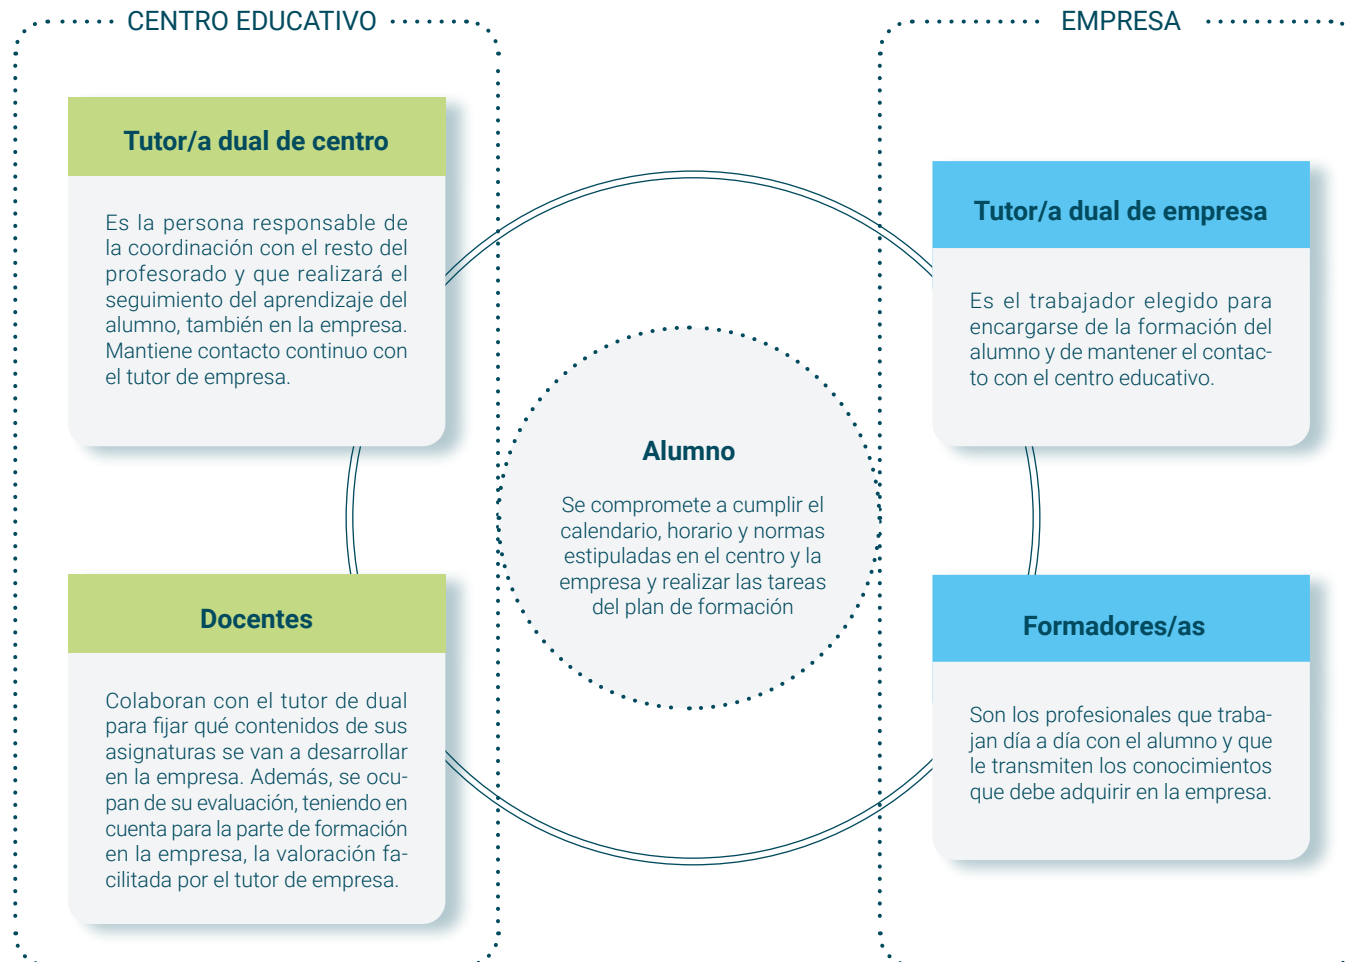 CENTRO EDUCATIVO
Tutor/a dual de centro
Es la persona responsable de
la coordinación con el resto del
profesorado y que realizará el
seguimiento del aprendizaje del
alumno, también en la empresa.
Mantiene contacto continuo con
el tutor de empresa.
Docentes
Colaboran con el tutor de dual
para fijar qué contenidos de sus
asignaturas se van a desarrollar
en la empresa. Además, se ocu-
pan de su evaluación, teniendo en
cuenta para la parte de formación
en la empresa, la valoración fa-
cilitada por el tutor de empresa.
Alumno
Se compromete a cumplir el
calendario, horario y normas
estipuladas en el centro y la
empresa y realizar las tareas
del plan de formación
EMPRESA
Tutor/a dual de empresa
Es el trabajador elegido para
encargarse de la formación del
alumno y de mantener el contac-
to con el centro educativo.
Formadores/as
Son los profesionales que traba-
jan día a día con el alumno y que
le transmiten los conocimientos
que debe adquirir en la empresa.